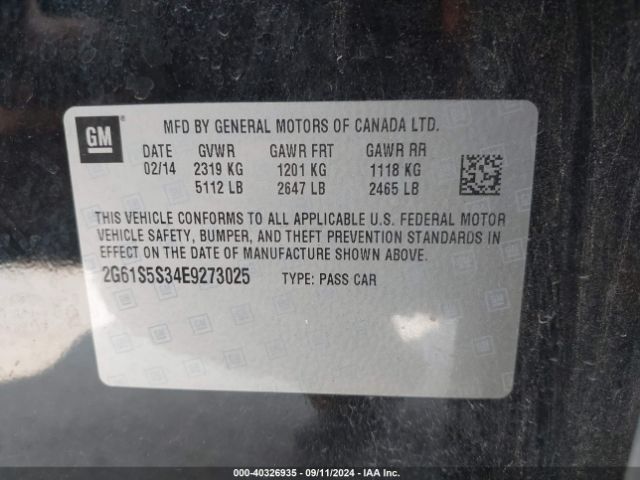 GM®
MFD BY GENERAL MOTORS OF CANADA LTD.
DATE GVWR GAWR FRT GAWR RR
02/14 2319 KG 1201 KG 1118 KG
5112 LB 2647 LB 2465 LB
THIS VEHICLE CONFORMS TO ALL APPLICABLE U.S. FEDERAL MOTOR
VEHICLE SAFETY, BUMPER, AND THEFT PREVENTION STANDARDS IN
EFFECT ON THE DATE OF MANUFACTURE SHOWN ABOVE.
2G61S5S34E9273025 TYPE: PASS CAR
000-40326935 - 09/11/2024 - IAA Inc.